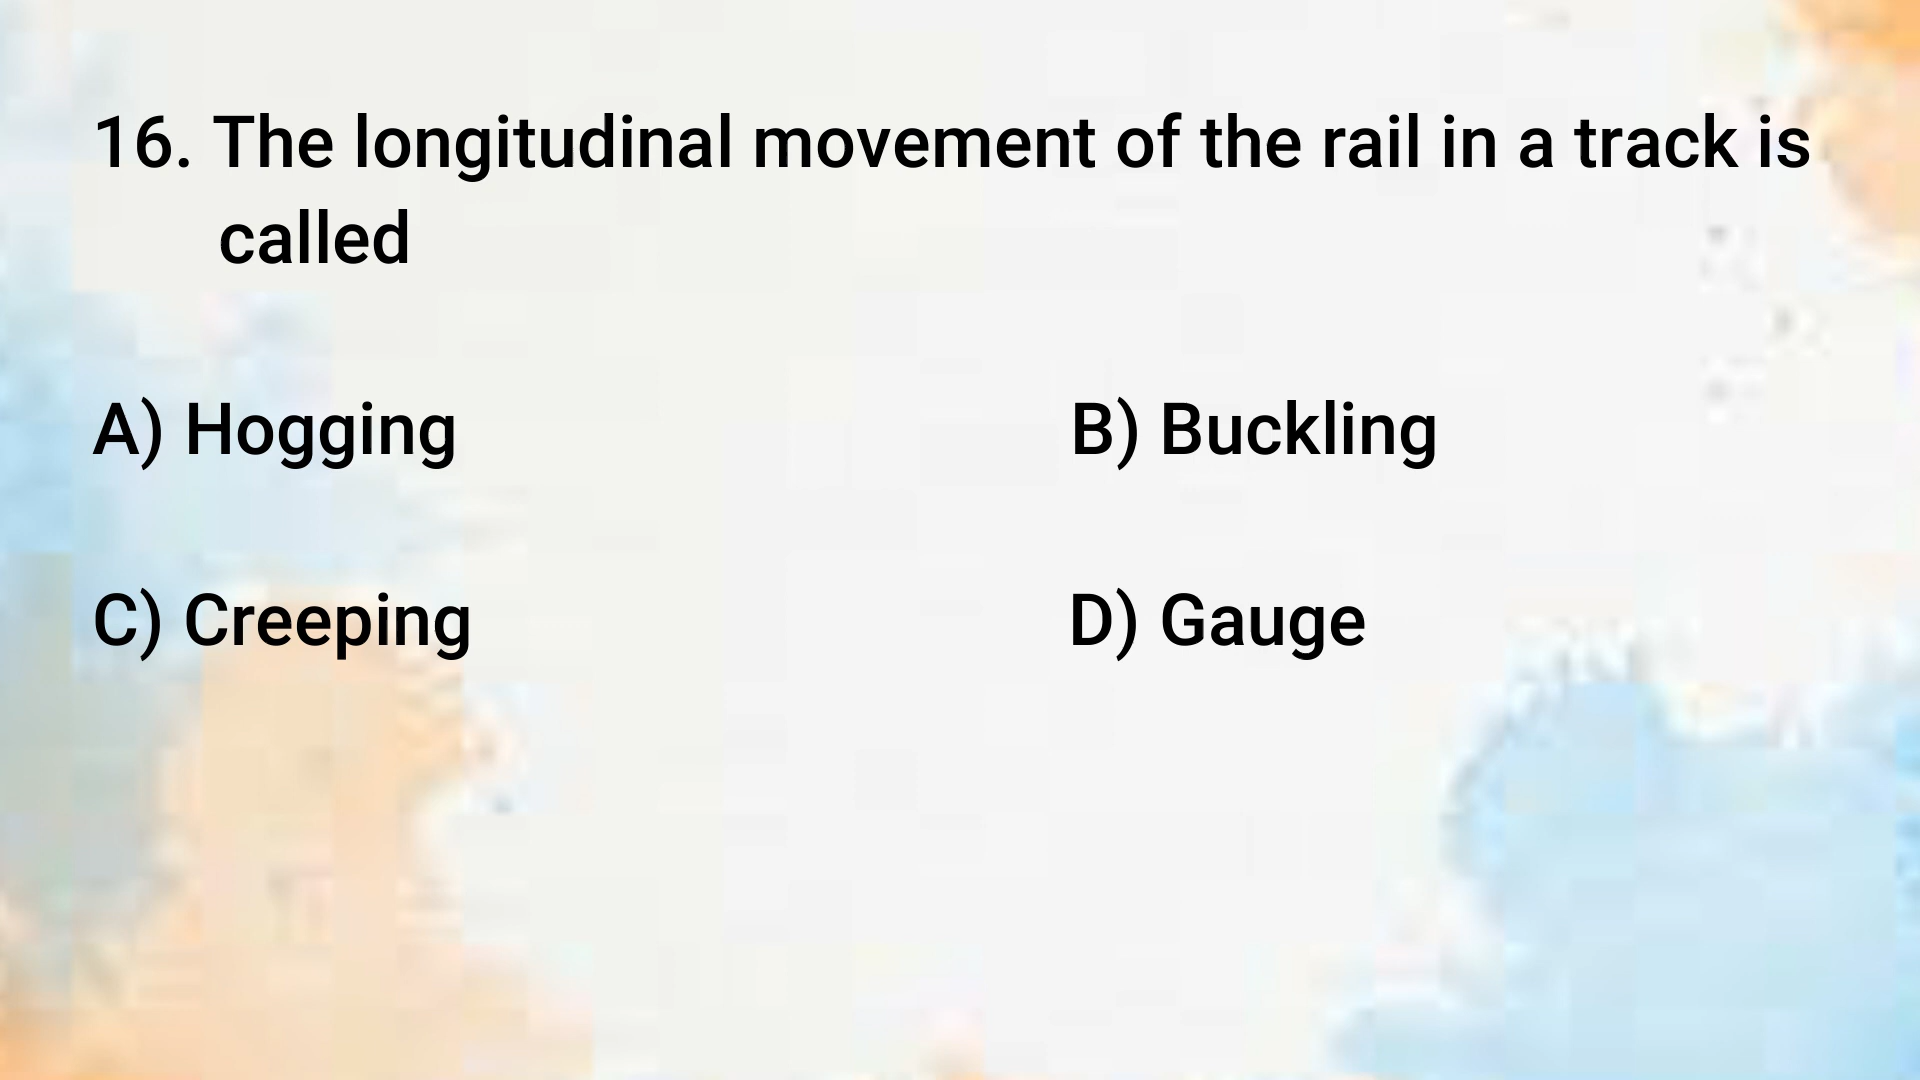 16. The longitudinal movement of the rail in a track is
called
A) Hogging B) Buckling
C) Creeping D) Gauge